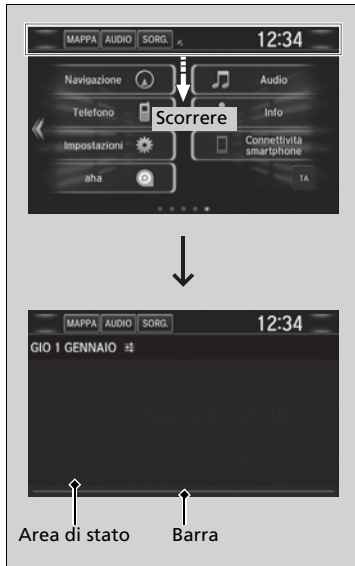 MAPPA AUDIO SORG. 12:34
Navigazione Audio
Telefono Info
Scorrere
Impostazioni Connettività
smartphone
aha TA
MAPPA AUDIO SORG. 12:34
GIO 1 GENNAIO
Area di stato Barra